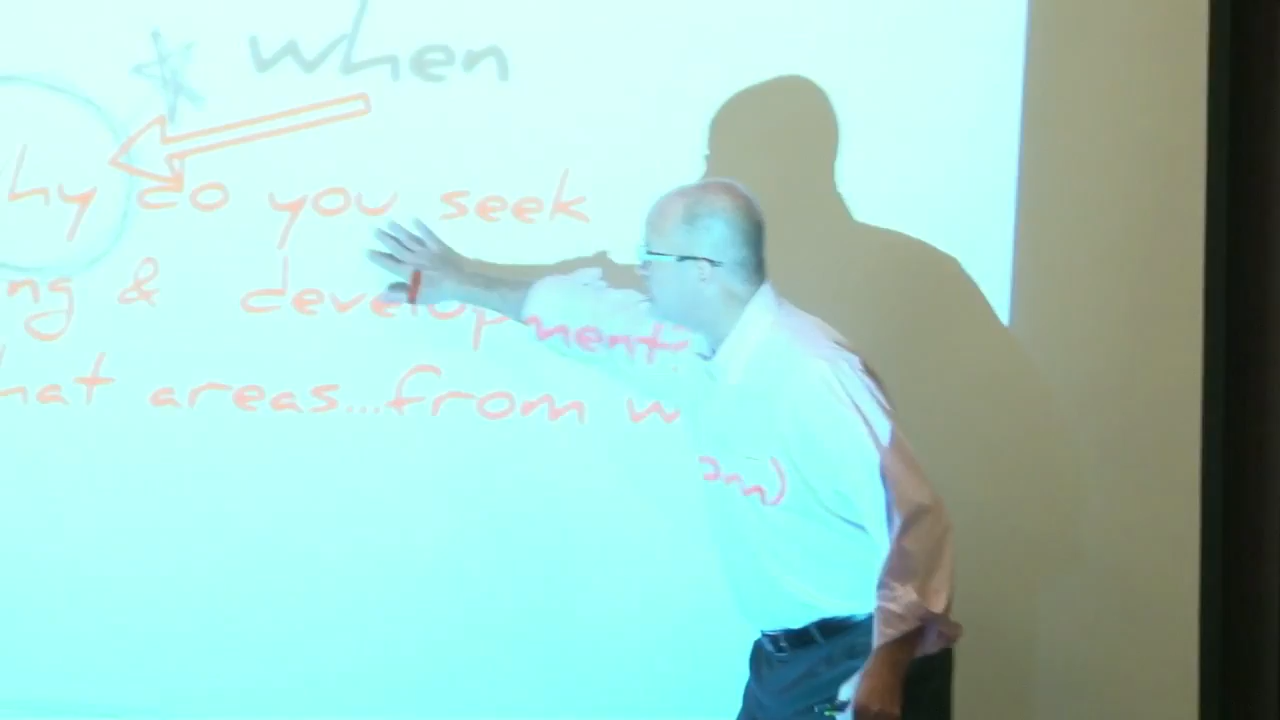 when
hy do you seek
ng & development
hat areas...from w